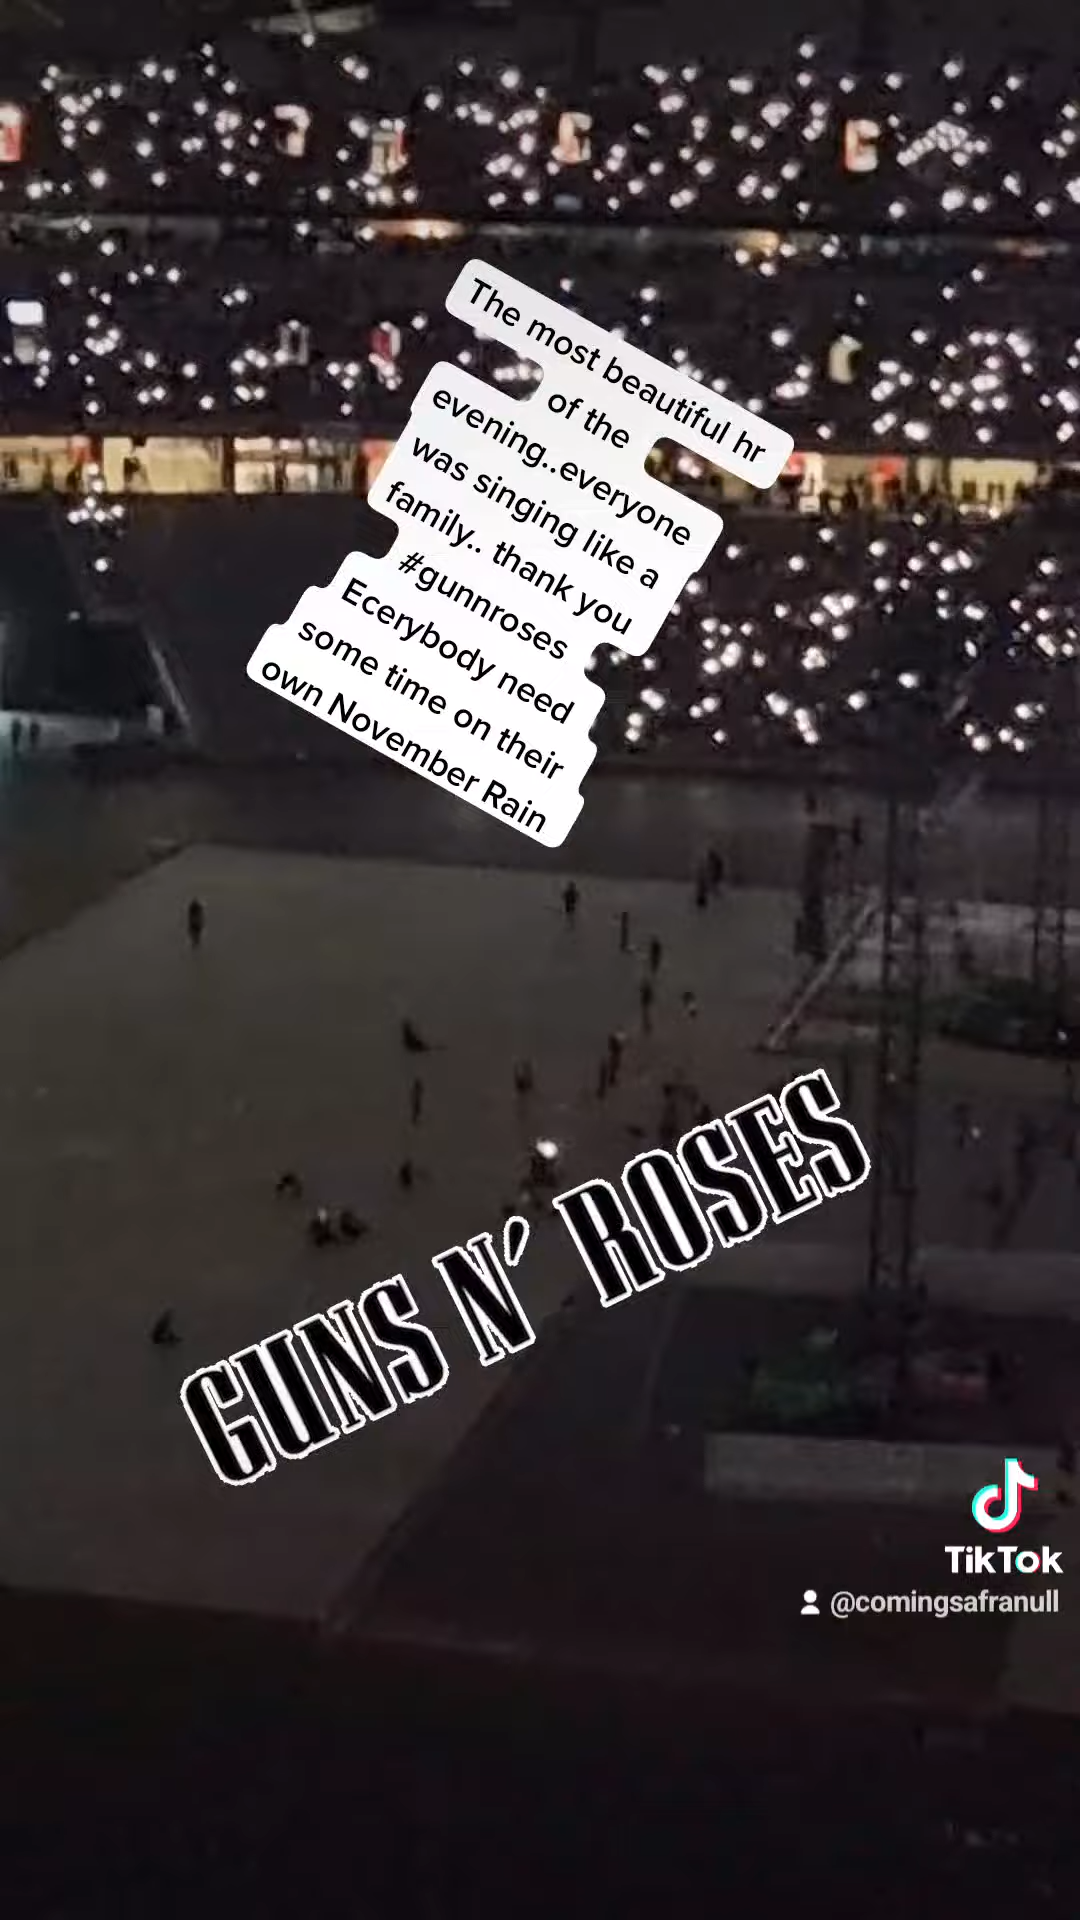 The most beautiful hr
of the
evening..everyone
was singing like a
family.. thank you
#gunnroses
Ecerybody need
some time on their
own November Rain
GUNS N' ROSES
TikTok
@comingsafranull